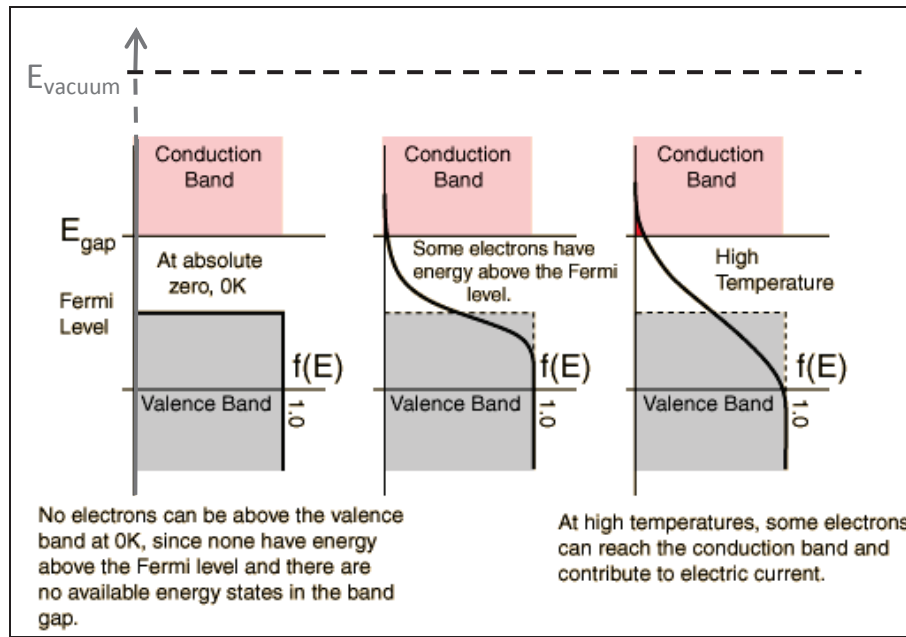 Evacuum
Conduction
Band
Conduction
Band
Conduction
Band
Egap
At absolute
zero, 0K
Some electrons have
energy above the Fermi
level.
High
Temperature
Fermi
Level
f(E)
f(E)
f(E)
Valence Band
1.0
Valence Band
1.0
Valence Band
1.0
No electrons can be above the valence
band at 0K, since none have energy
above the Fermi level and there are
no available energy states in the band
gap.
At high temperatures, some electrons
can reach the conduction band and
contribute to electric current.